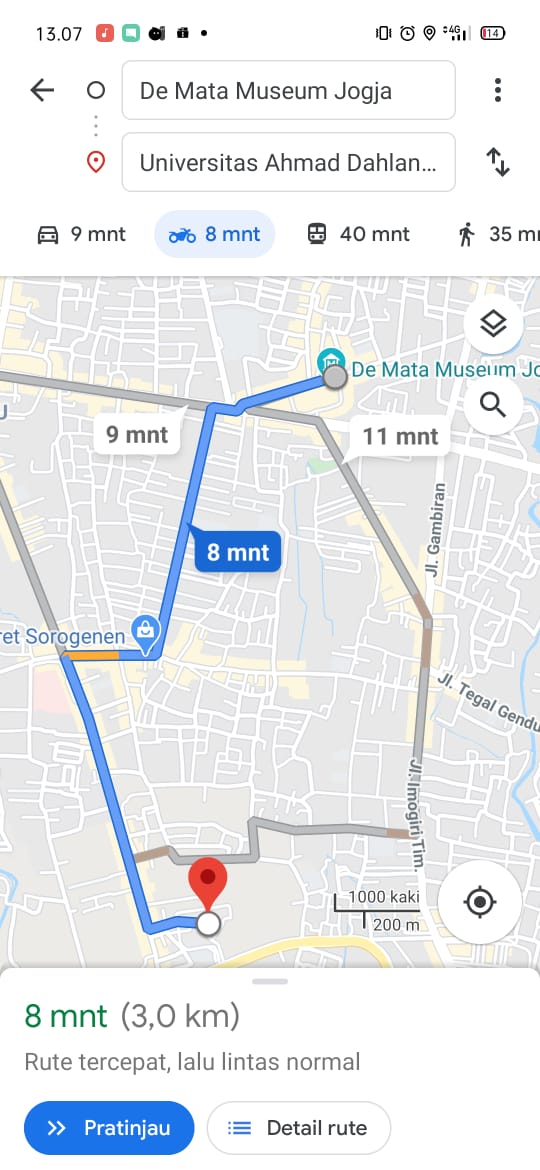 13.07
4G
14
De Mata Museum Jogja
Universitas Ahmad Dahlan...
9 mnt
8 mnt
40 mnt
35 m
De Mata Museum Jo
9 mnt
11 mnt
8 mnt
Jl. Gambiran
ret Sorogenen
Jl. Tegal Gendu
Jl. Imogiri Tim.
1000 kaki
200 m
8 mnt (3,0 km)
Rute tercepat, lalu lintas normal
Pratinjau
Detail rute